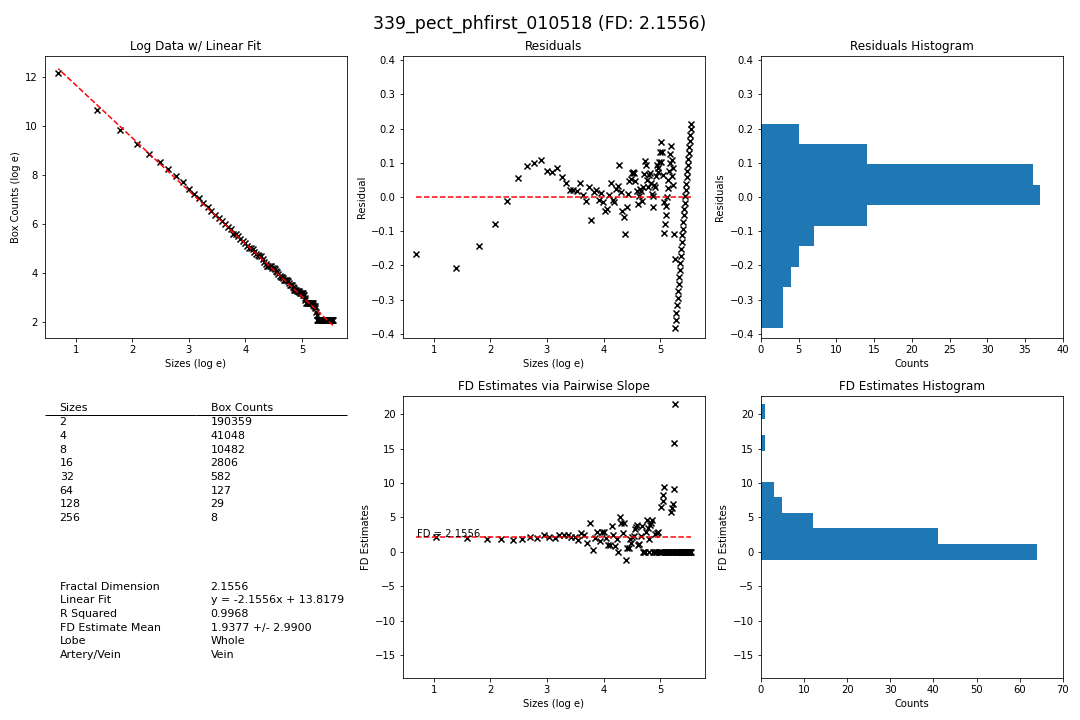 339_pect_phfirst_010518 (FD: 2.1556)
Log Data w/ Linear Fit
Box Counts (log e)
12
10
8
6
4
2
1 2 3 4 5
Sizes (log e)
Residuals
Residual
0.4
0.3
0.2
0.1
0.0
−0.1
−0.2
−0.3
−0.4
1 2 3 4 5
Sizes (log e)
Residuals Histogram
Residuals
0.4
0.3
0.2
0.1
0.0
−0.1
−0.2
−0.3
−0.4
0 5 10 15 20 25 30 35 40
Counts
Sizes Box Counts
2 190359
4 41048
8 10482
16 2806
32 582
64 127
128 29
256 8
Fractal Dimension 2.1556
Linear Fit y = -2.1556x + 13.8179
R Squared 0.9968
FD Estimate Mean 1.9377 +/- 2.9900
Lobe Whole
Artery/Vein Vein
FD Estimates via Pairwise Slope
FD Estimates
20
15
10
5
0
−5
−10
−15
FD = 2.1556
1 2 3 4 5
Sizes (log e)
FD Estimates Histogram
FD Estimates
20
15
10
5
0
−5
−10
−15
0 10 20 30 40 50 60 70
Counts